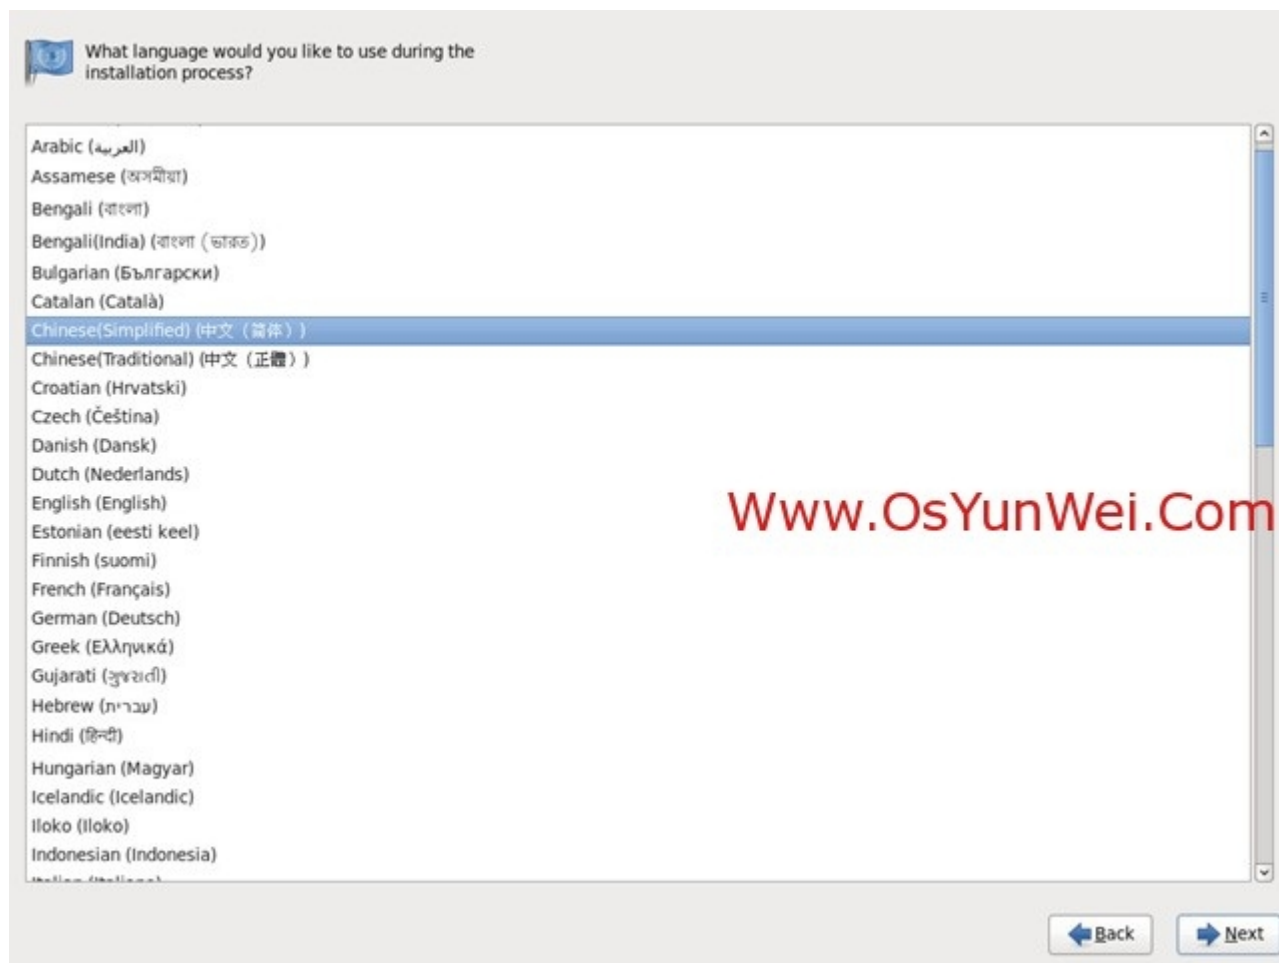 What language would you like to use during the
installation process?
Arabic (العربية)
Assamese (অসমীয়া)
Bengali (বাংলা)
Bengali(India) (বাংলা (ভারত))
Bulgarian (Български)
Catalan (Català)
Chinese(Simplified) (中文（简体）)
Chinese(Traditional) (中文（正體）)
Croatian (Hrvatski)
Czech (Čeština)
Danish (Dansk)
Dutch (Nederlands)
English (English)
Www.OsYunWei.Com
Estonian (eesti keel)
Finnish (suomi)
French (Français)
German (Deutsch)
Greek (Ελληνικά)
Gujarati (ગુજરાતી)
Hebrew (עברית)
Hindi (हिन्दी)
Hungarian (Magyar)
Icelandic (Icelandic)
Iloko (Iloko)
Indonesian (Indonesia)
Italian (Italiano)
Back
Next